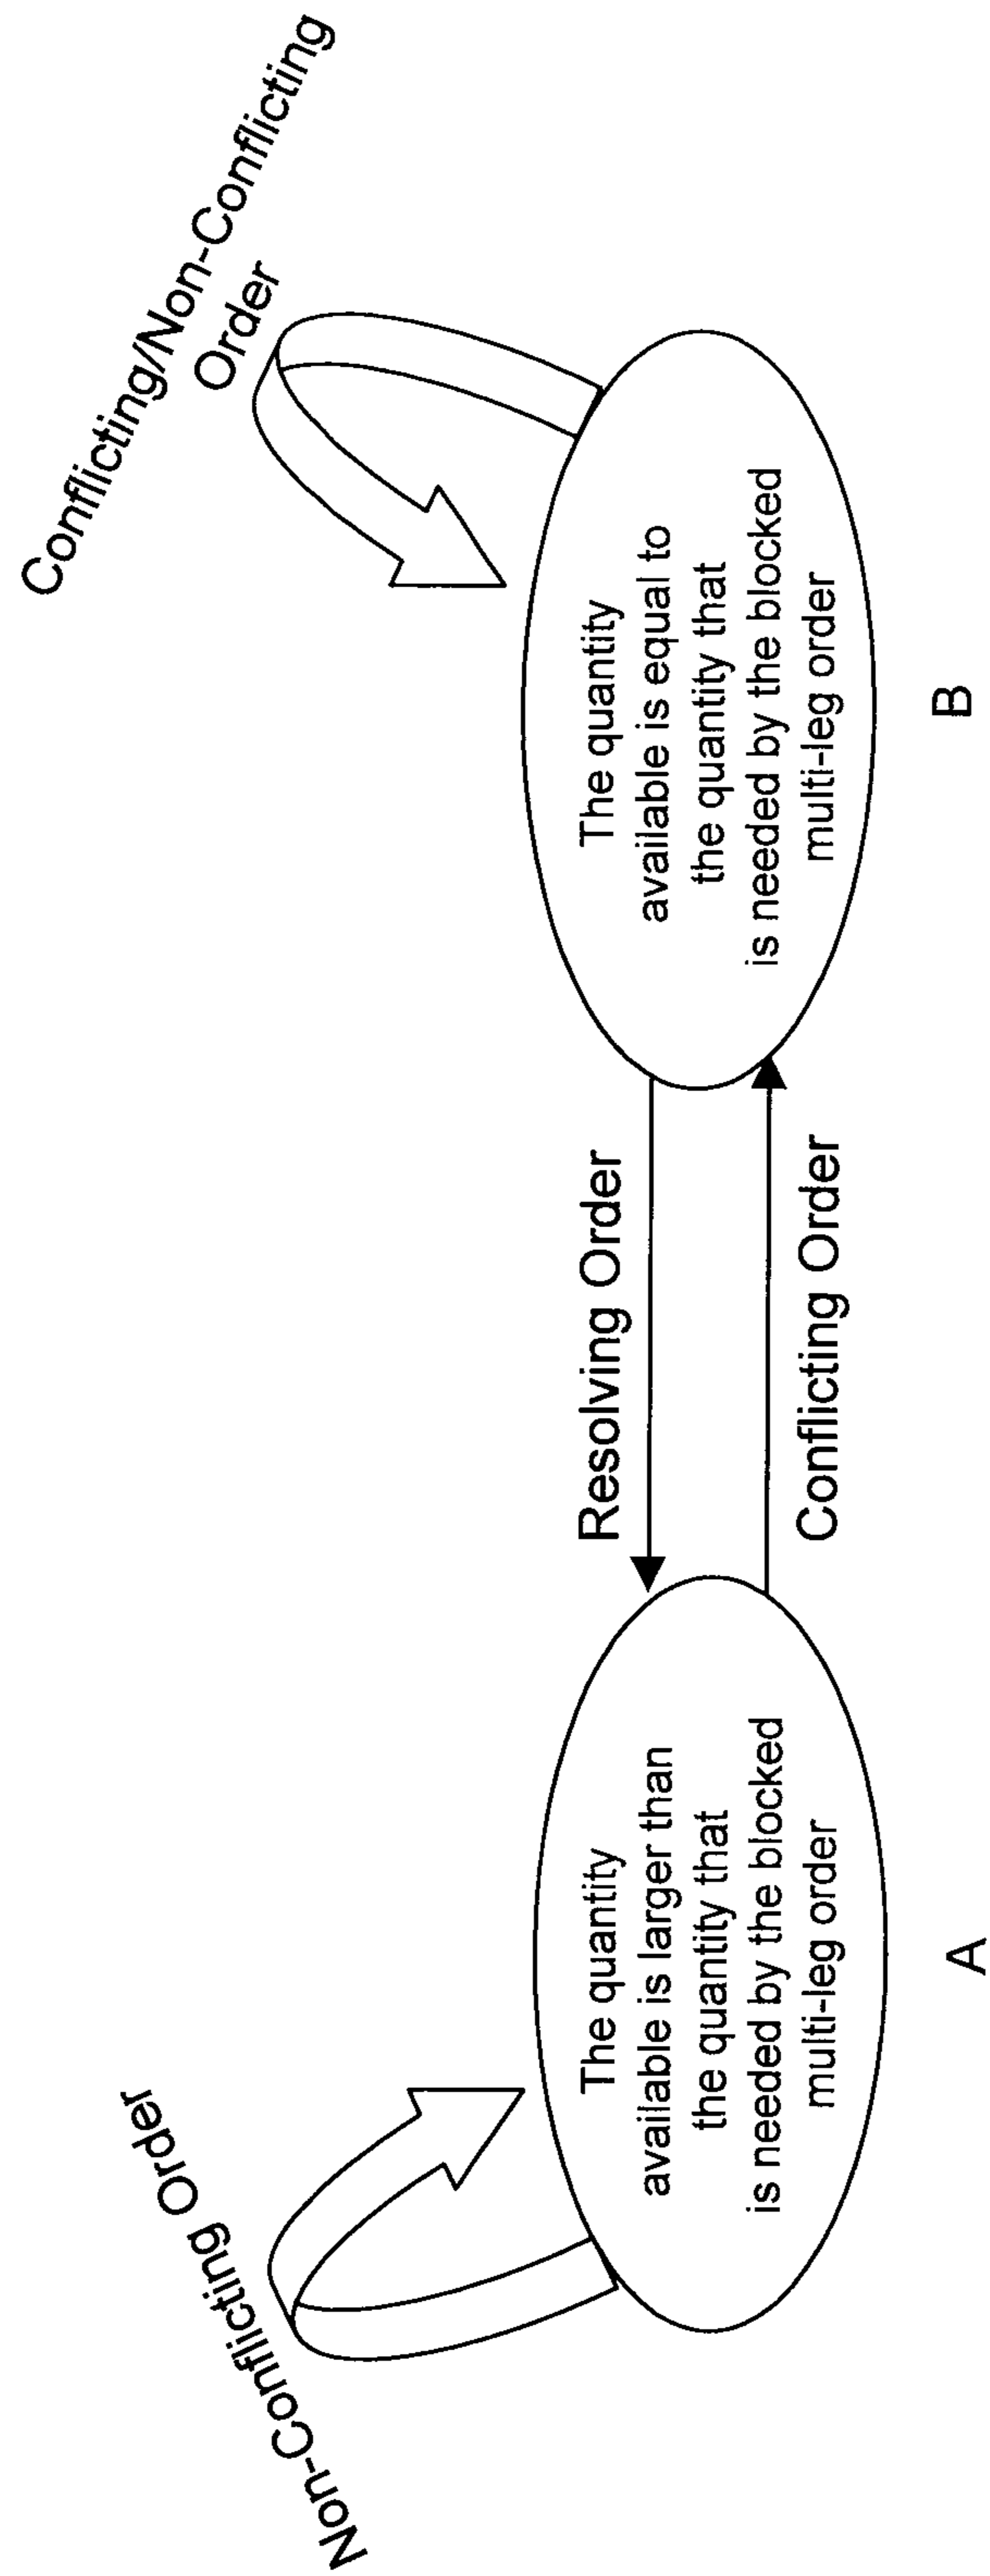 Non-Conflicting Order
The quantity
available is larger than
the quantity that
is needed by the blocked
multi-leg order
A
Resolving Order
Conflicting Order
Conflicting/Non-Conflicting
Order
The quantity
available is equal to
the quantity that
is needed by the blocked
multi-leg order
B